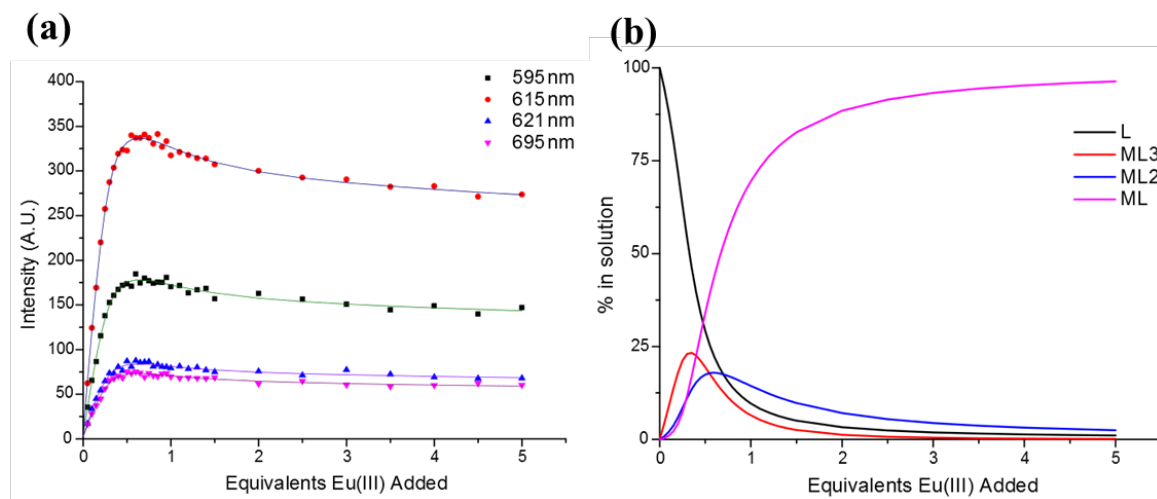 (a)
595 nm
615 nm
621 nm
695 nm
400
350
300
250
200
150
100
50
0
0 1 2 3 4 5
Intensity (A.U.)
Equivalents Eu(III) Added
(b)
L
ML3
ML2
ML
100
75
50
25
0
0 1 2 3 4 5
% in solution
Equivalents Eu(III) Added